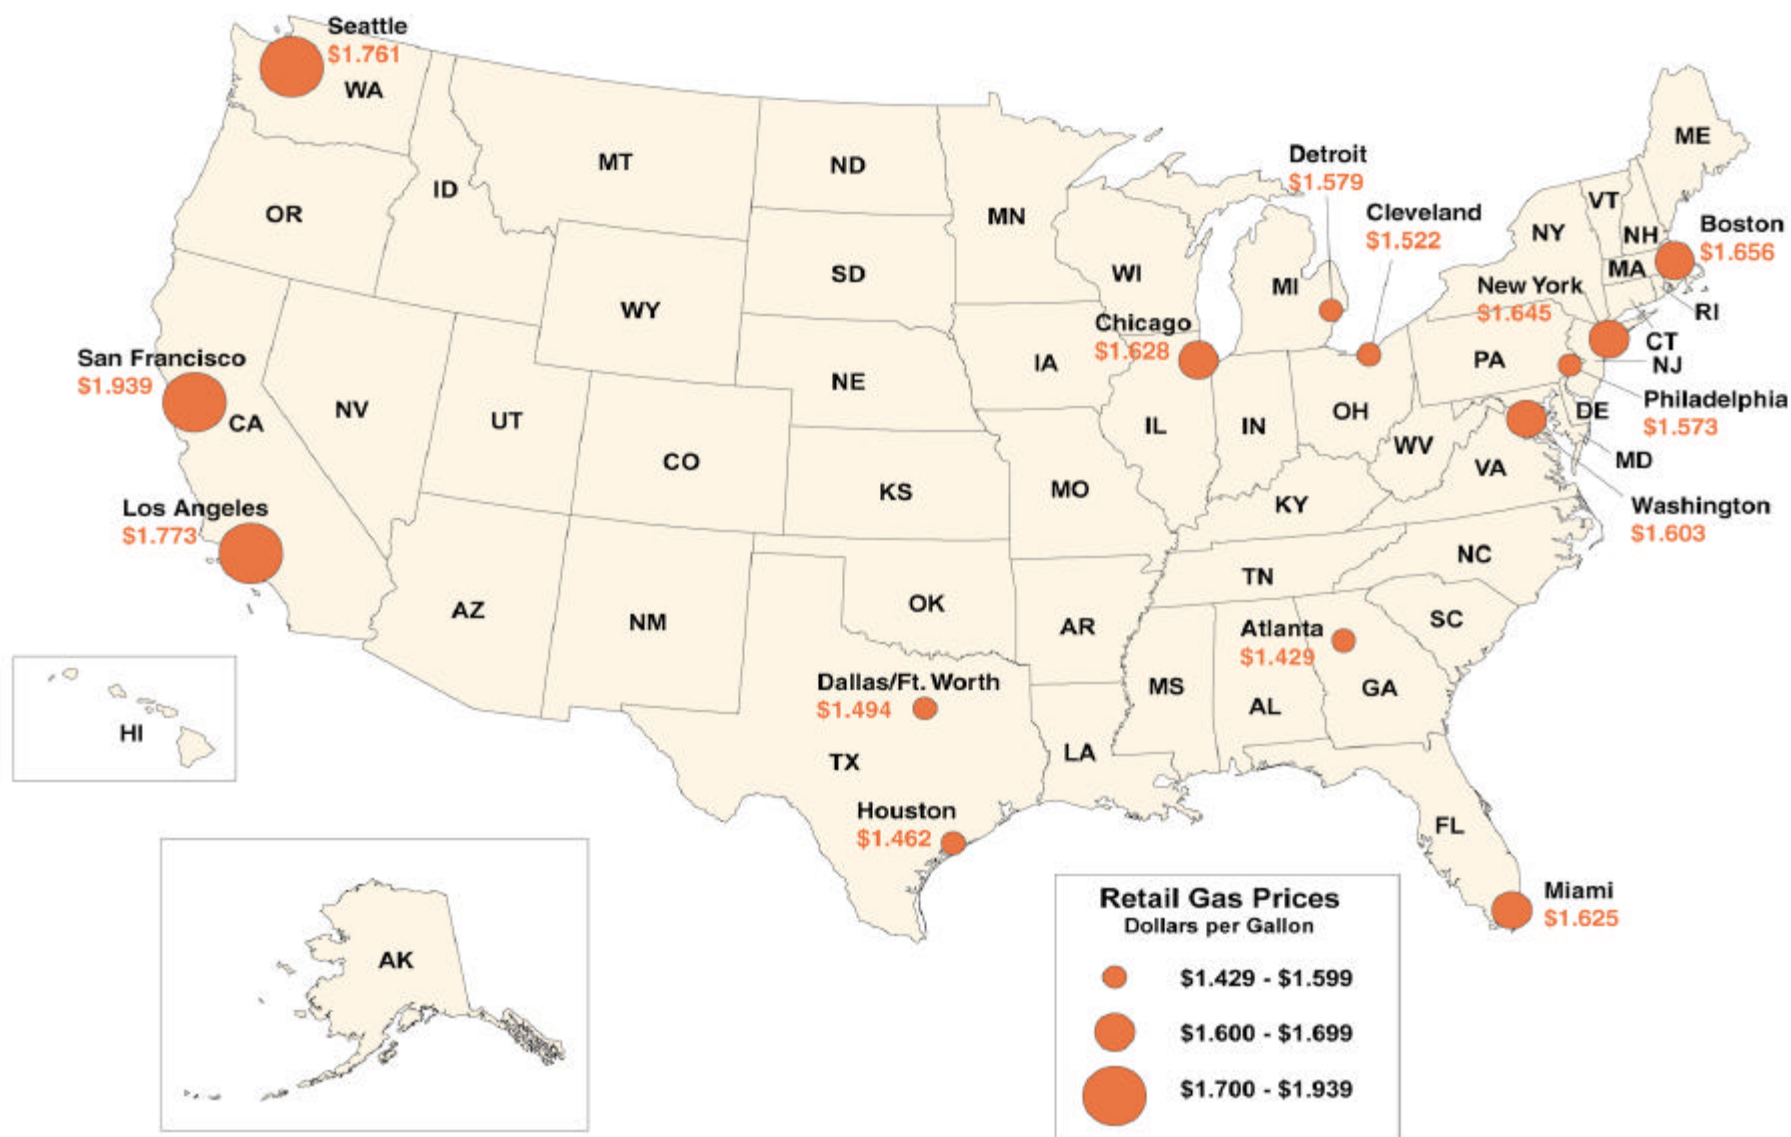 Seattle
$1.761
WA
ME
MT
ND
Detroit
$1.579
ID
VT
OR
MN
Cleveland
$1.522
NY
NH
Boston
$1.656
WI
SD
MA
MI
New York
$1.645
WY
RI
Chicago
$1.628
CT
San Francisco
$1.939
IA
PA
NJ
NE
Philadelphia
$1.573
NV
OH
DE
CA
UT
IL
IN
WV
CO
MD
VA
KS
MO
KY
Washington
$1.603
Los Angeles
$1.773
NC
TN
OK
AZ
NM
AR
SC
Atlanta
$1.429
Dallas/Ft. Worth
$1.494
MS
GA
AL
HI
LA
TX
Houston
$1.462
FL
Miami
$1.625
AK
Retail Gas Prices
Dollars per Gallon
$1.429 - $1.599
$1.600 - $1.699
$1.700 - $1.939